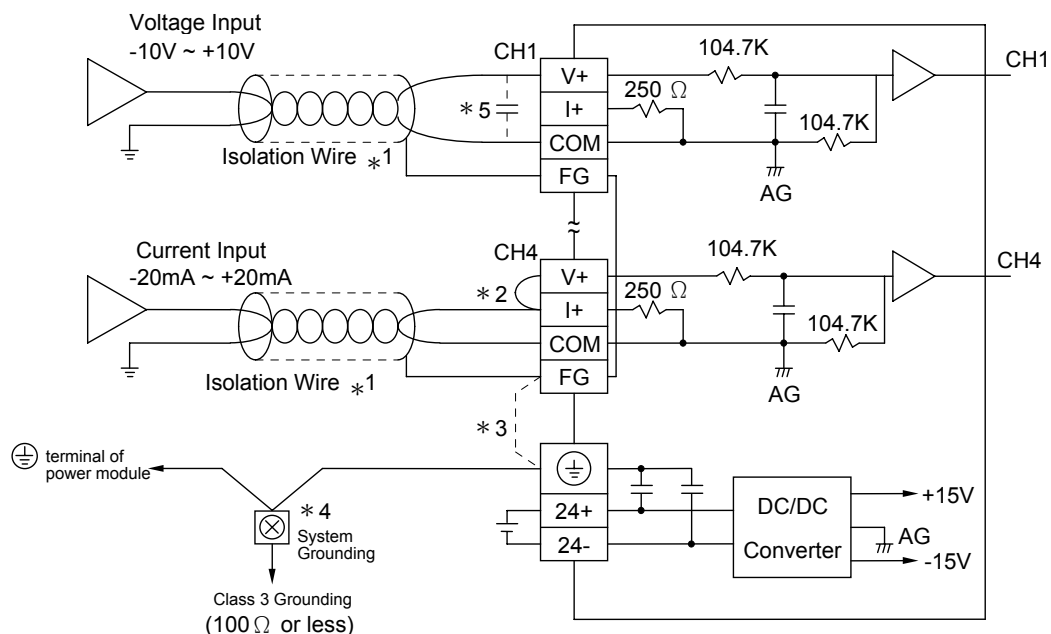 Voltage Input
-10V ~ +10V
CH1
V+
I+
COM
FG
∗5
Isolation Wire ∗1
104.7K
250 Ω
104.7K
AG
CH1
≈
Current Input
-20mA ~ +20mA
CH4
V+
I+
COM
FG
∗2
Isolation Wire ∗1
104.7K
250 Ω
104.7K
AG
CH4
∗3
terminal of
power module
∗4
System
Grounding
Class 3 Grounding
(100 Ω or less)
24+
24-
DC/DC
Converter
+15V
AG
-15V